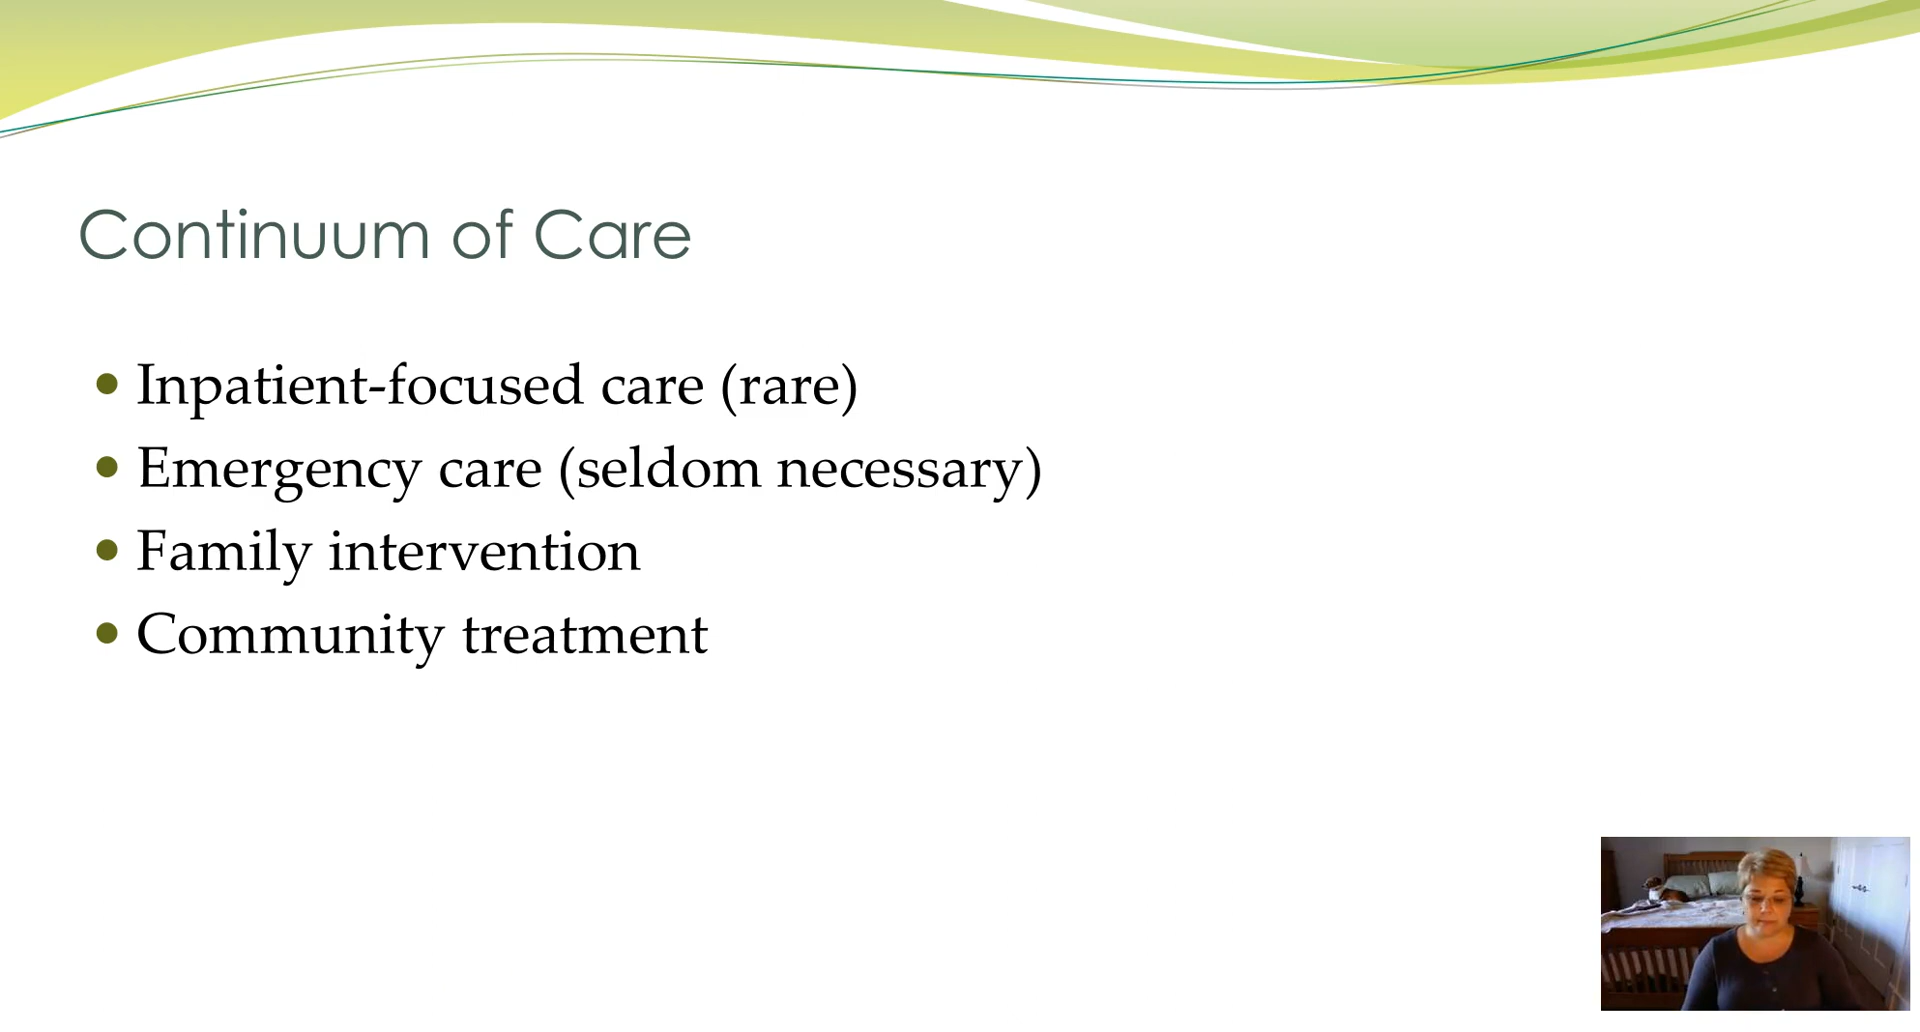 Continuum of Care
• Inpatient-focused care (rare)
• Emergency care (seldom necessary)
• Family intervention
• Community treatment